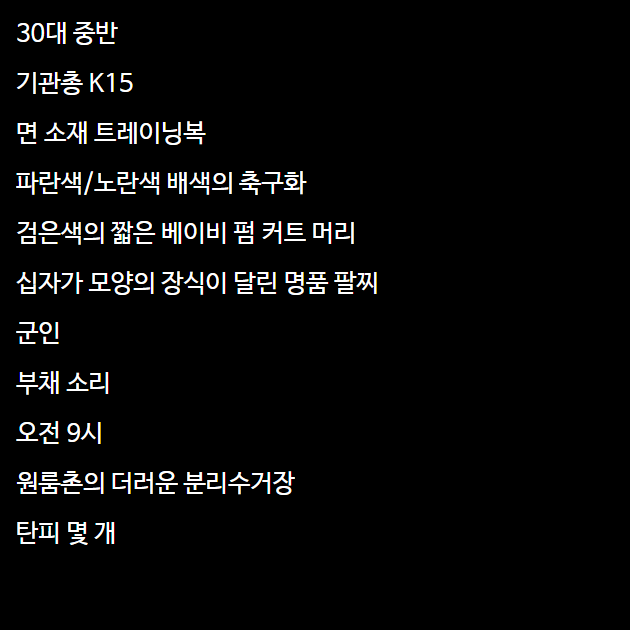 30대 중반
기관총 K15
면 소재 트레이닝복
파란색/노란색 배색의 축구화
검은색의 짧은 베이비 펌 커트 머리
십자가 모양의 장식이 달린 명품 팔찌
군인
부채 소리
오전 9시
원룸촌의 더러운 분리수거장
탄피 몇 개